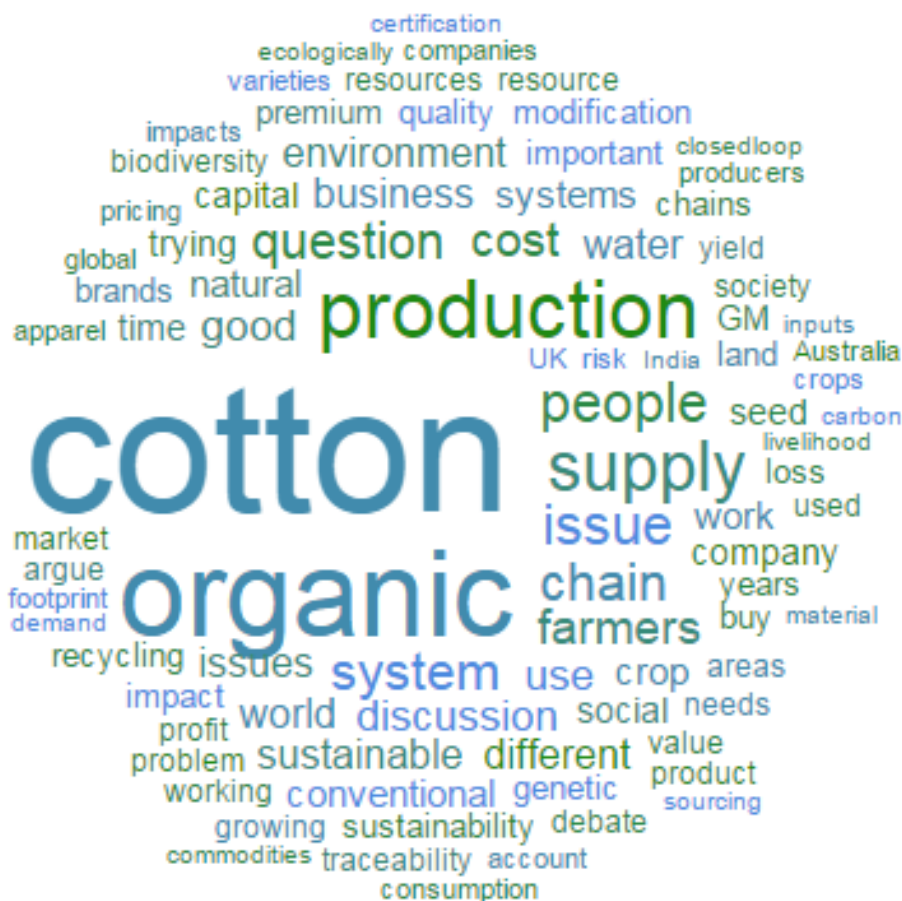 certification
ecologically companies
varieties resources resource
premium quality modification
impacts closedloop
biodiversity environment important
producers
capital business systems chains
pricing
trying question cost water yield
global
brands natural society
production GM inputs
apparel time good
UK risk India land Australia
crops
people seed carbon
cotton livelihood
supply loss
issue work used
market company
argue organic chain years
footprint buy material
demand farmers
recycling issues system use crop areas
impact world discussion social needs
profit value
problem sustainable different product
working conventional genetic sourcing
growing sustainability debate
commodities traceability account
consumption